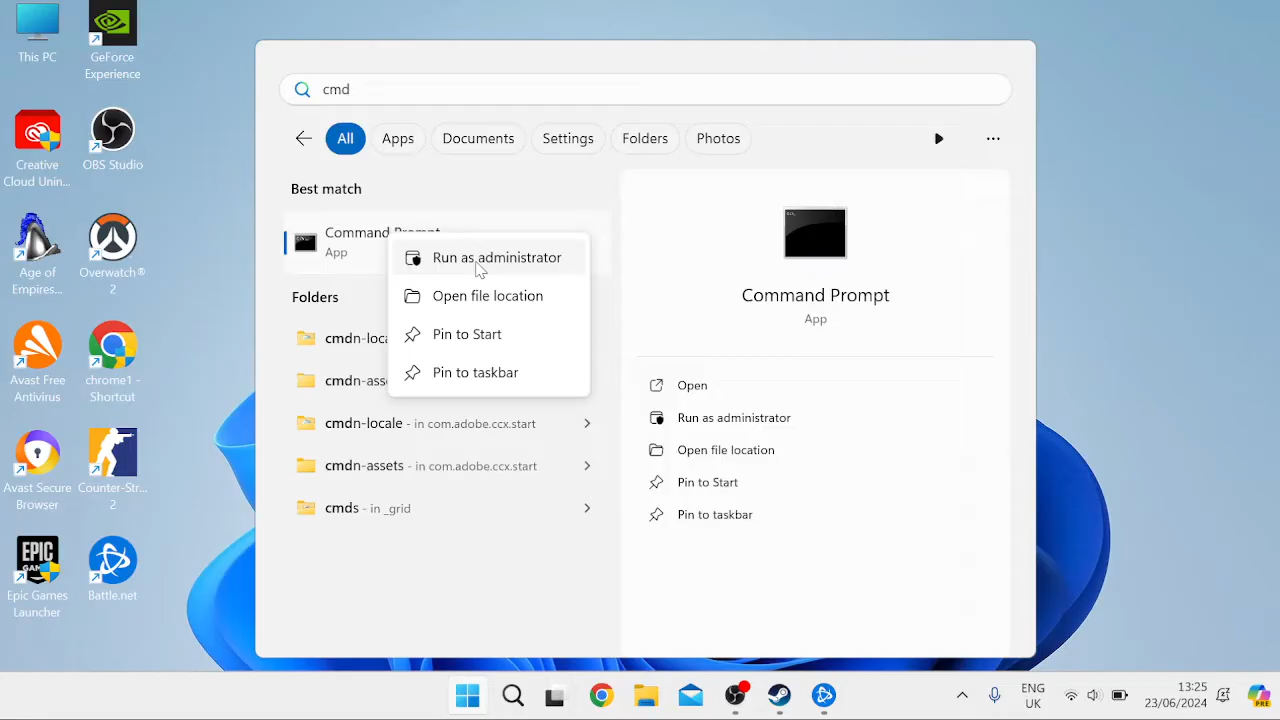 This PC
GeForce
Experience
Creative
Cloud Unin...
OBS Studio
Age of
Empires...
Overwatch®
2
Avast Free
Antivirus
chrome1 -
Shortcut
Avast Secure
Browser
Counter-Str...
2
EPIC
Epic Games
Launcher
Battle.net
cmd
All
Apps
Documents
Settings
Folders
Photos
Best match
Command Prompt
App
Run as administrator
Open file location
Pin to Start
Pin to taskbar
Folders
cmdn-loca
cmdn-asse
cmdn-locale - in com.adobe.ccx.start
cmdn-assets - in com.adobe.ccx.start
cmds - in _grid
Command Prompt
App
Open
Run as administrator
Open file location
Pin to Start
Pin to taskbar
ENG
UK
13:25
23/06/2024
PRE